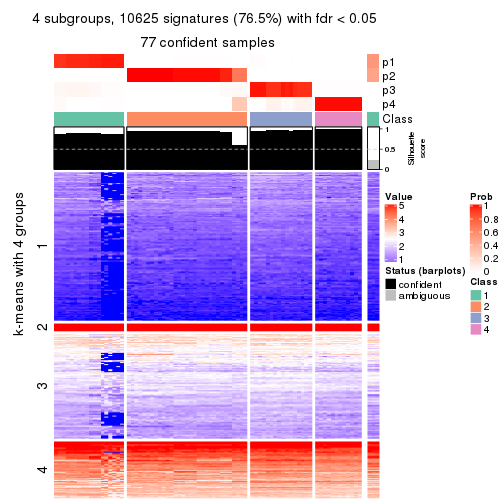 4 subgroups, 10625 signatures (76.5%) with fdr < 0.05
77 confident samples
p1
p2
p3
p4
Class
1
0.5
0
Silhouette
score
k-means with 4 groups
1
2
3
4
Value
5
4
3
2
1
Status (barplots)
confident
ambiguous
Prob
1
0.8
0.6
0.4
0.2
0
Class
1
2
3
4